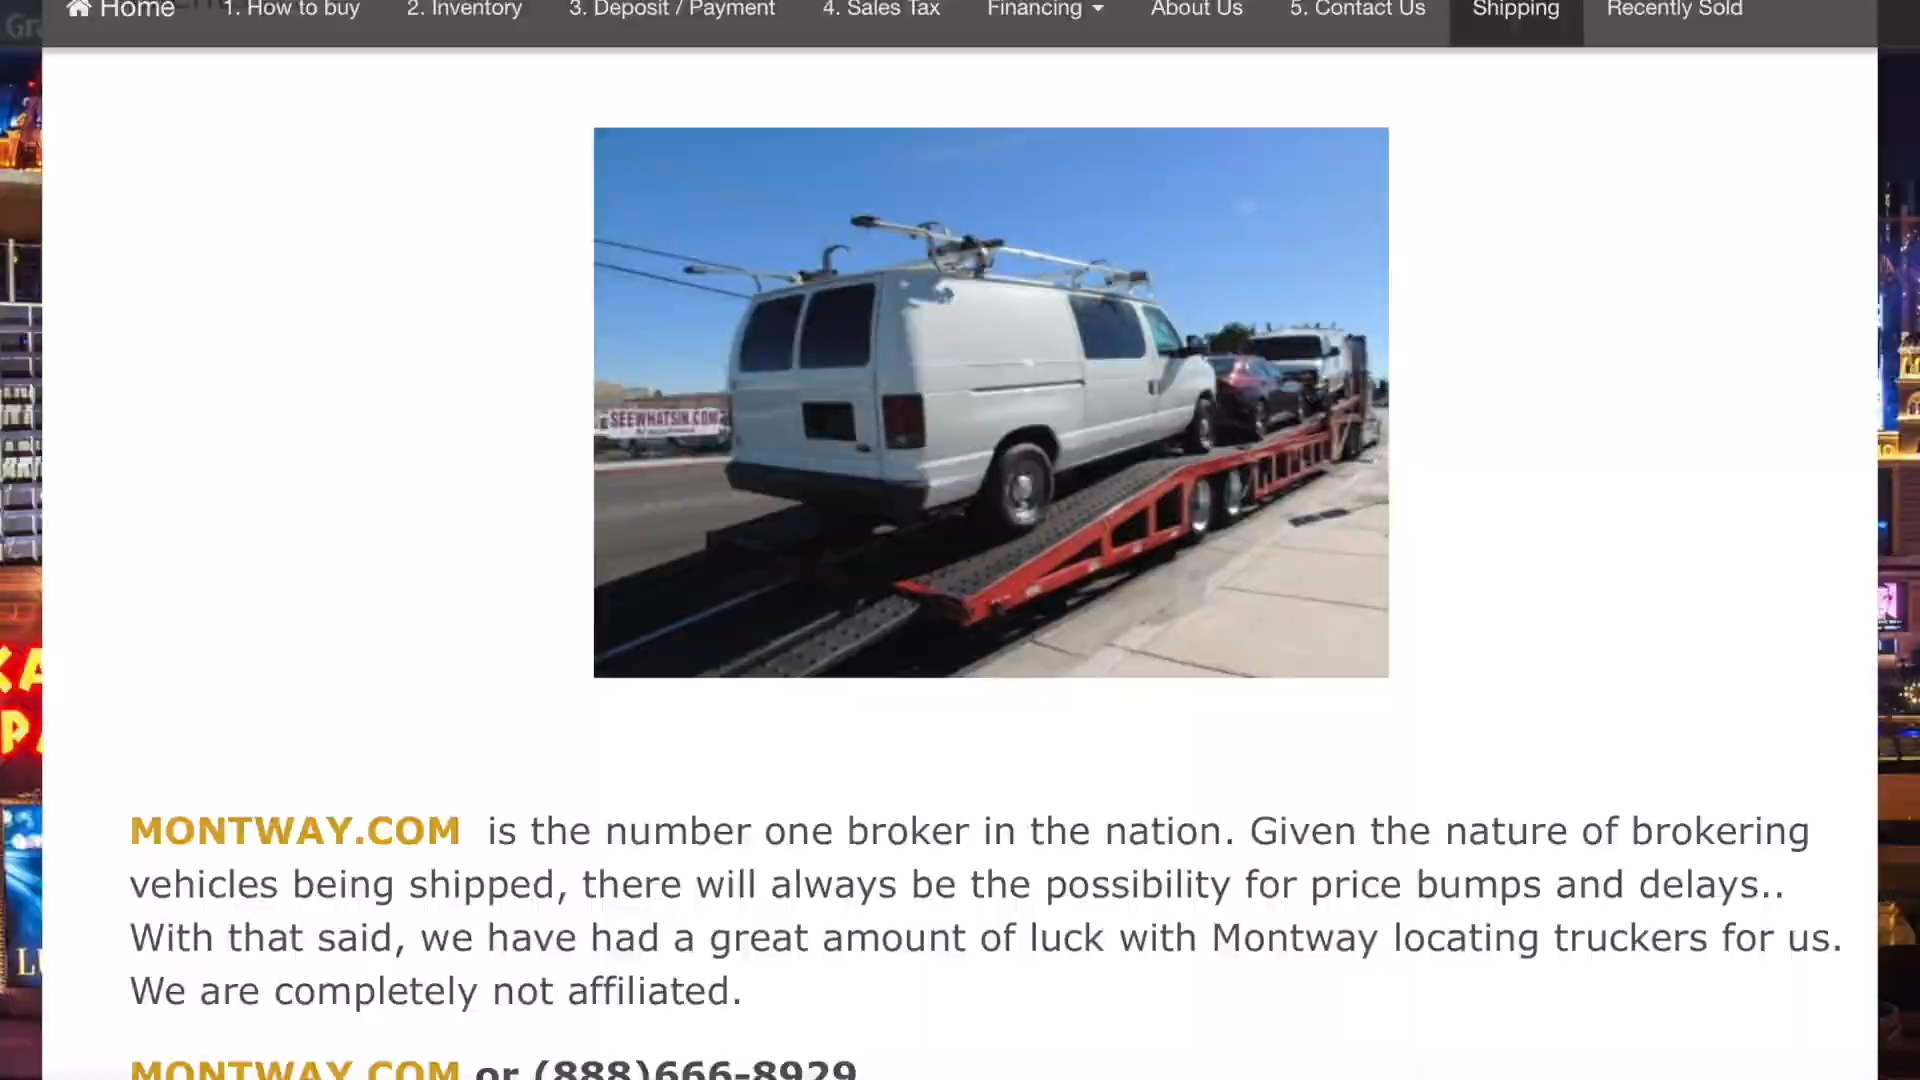 Home 1. How to buy 2. Inventory 3. Deposit / Payment 4. Sales Tax Financing About Us 5. Contact Us Shipping Recently Sold
SEEWHATSIN.COM
MONTWAY.COM is the number one broker in the nation. Given the nature of brokering
vehicles being shipped, there will always be the possibility for price bumps and delays..
With that said, we have had a great amount of luck with Montway locating truckers for us.
We are completely not affiliated.
MONTWAY.COM or (888)666-8929